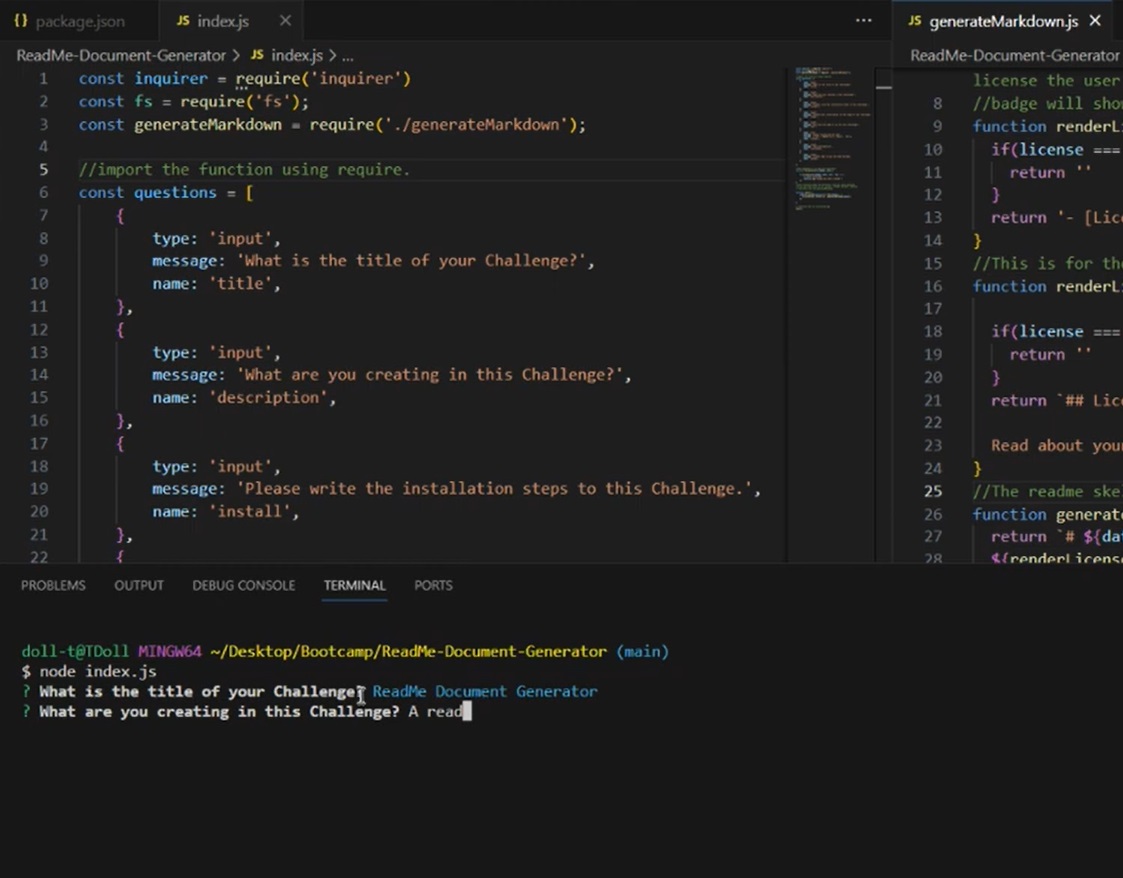 {} package.json
JS index.js ×
...
JS generateMarkdown.js ×
ReadMe-Document-Generator > JS index.js > ...
ReadMe-Document-Generator
1 const inquirer = require('inquirer')
2 const fs = require('fs');
3 const generateMarkdown = require('./generateMarkdown');
4
5 //import the function using require.
6 const questions = [
7 {
8 type: 'input',
9 message: 'What is the title of your Challenge?',
10 name: 'title',
11 },
12 {
13 type: 'input',
14 message: 'What are you creating in this Challenge?',
15 name: 'description',
16 },
17 {
18 type: 'input',
19 message: 'Please write the installation steps to this Challenge.',
20 name: 'install',
21 },
22 {
license the user
8 //badge will sho
9 function renderLi
10 if(license ===
11 return ''
12 }
13 return '- [Lic
14 }
15 //This is for th
16 function renderL
17
18 if(license ===
19 return ''
20 }
21 return `## Lic
22
23 Read about you
24 }
25 //The readme ske
26 function generat
27 return `# ${da
28 ${renderLicens
PROBLEMS OUTPUT DEBUG CONSOLE TERMINAL PORTS
doll-t@TDoll MINGW64 ~/Desktop/Bootcamp/ReadMe-Document-Generator (main)
$ node index.js
? What is the title of your Challenge? ReadMe Document Generator
? What are you creating in this Challenge? A read